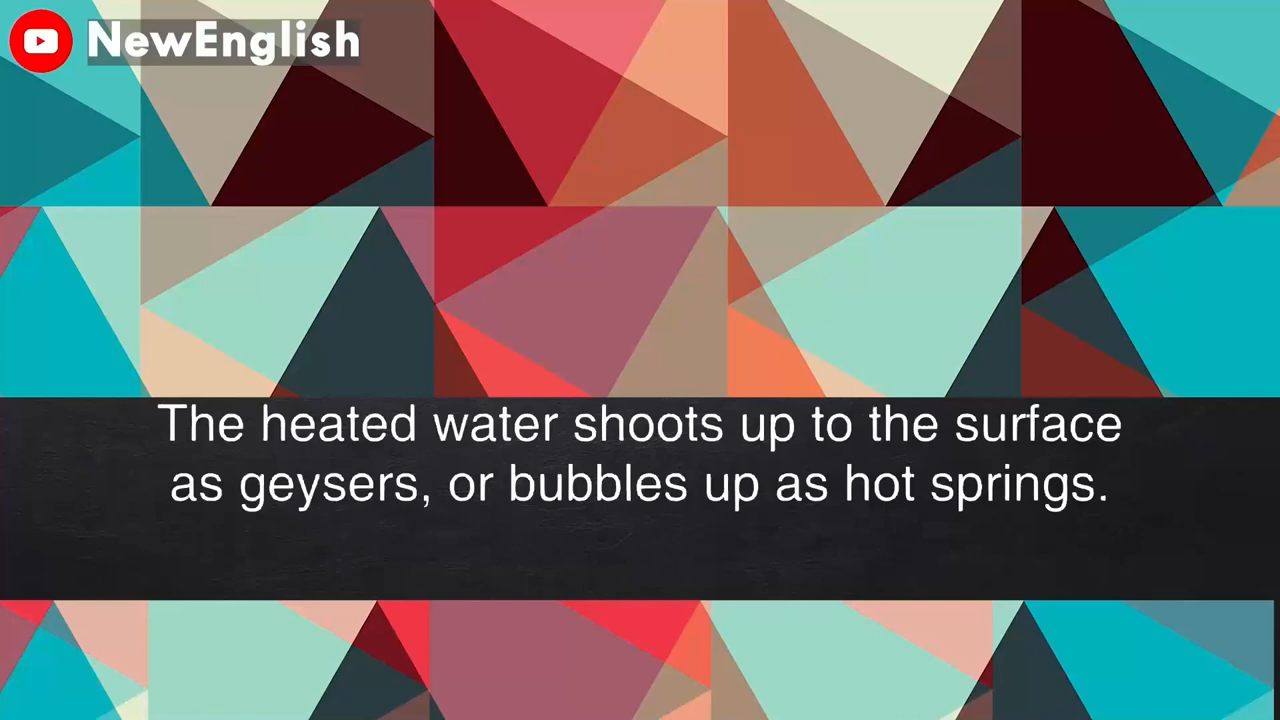 NewEnglish
The heated water shoots up to the surface
as geysers, or bubbles up as hot springs.